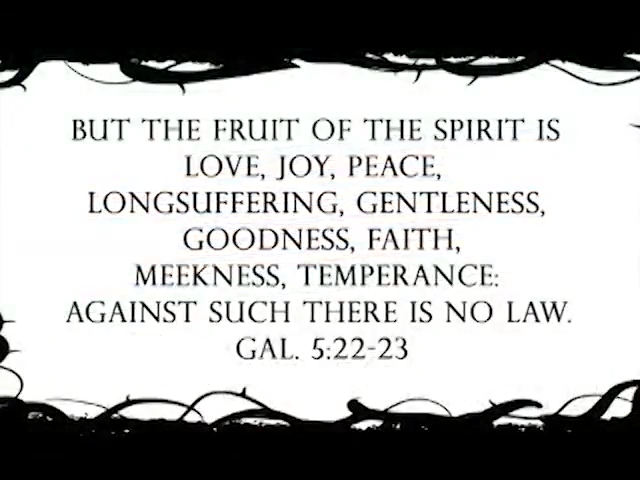 BUT THE FRUIT OF THE SPIRIT IS
LOVE, JOY, PEACE,
LONGSUFFERING, GENTLENESS,
GOODNESS, FAITH,
MEEKNESS, TEMPERANCE:
AGAINST SUCH THERE IS NO LAW.
GAL. 5:22-23